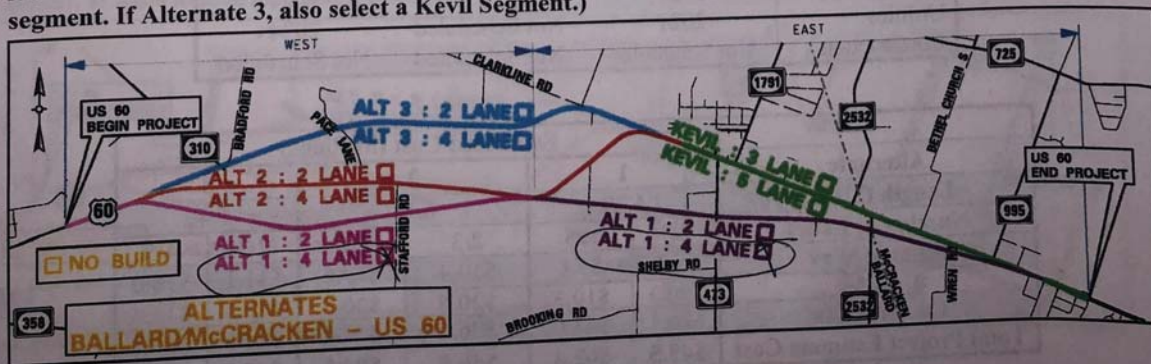 segment. If Alternate 3, also select a Kevil Segment.)
WEST
EAST
US 60
BEGIN PROJECT
310
BRADFORD RD
PACE LANE
CLARKLINE RD
1791
2532
BETHEL CHURCH S
725
ALT 3 : 2 LANE
ALT 3 : 4 LANE
KEVIL : 3 LANE
KEVIL : 5 LANE
US 60
END PROJECT
60
ALT 2 : 2 LANE
ALT 2 : 4 LANE
995
ALT 1 : 2 LANE
ALT 1 : 4 LANE
STAFFORD RD
ALT 1 : 2 LANE
ALT 1 : 4 LANE
SHELBY RD
NO BUILD
358
ALTERNATES
BALLARD/McCRACKEN - US 60
BROOKING RD
473
2532
McCRACKEN
BALLARD
WREN RD